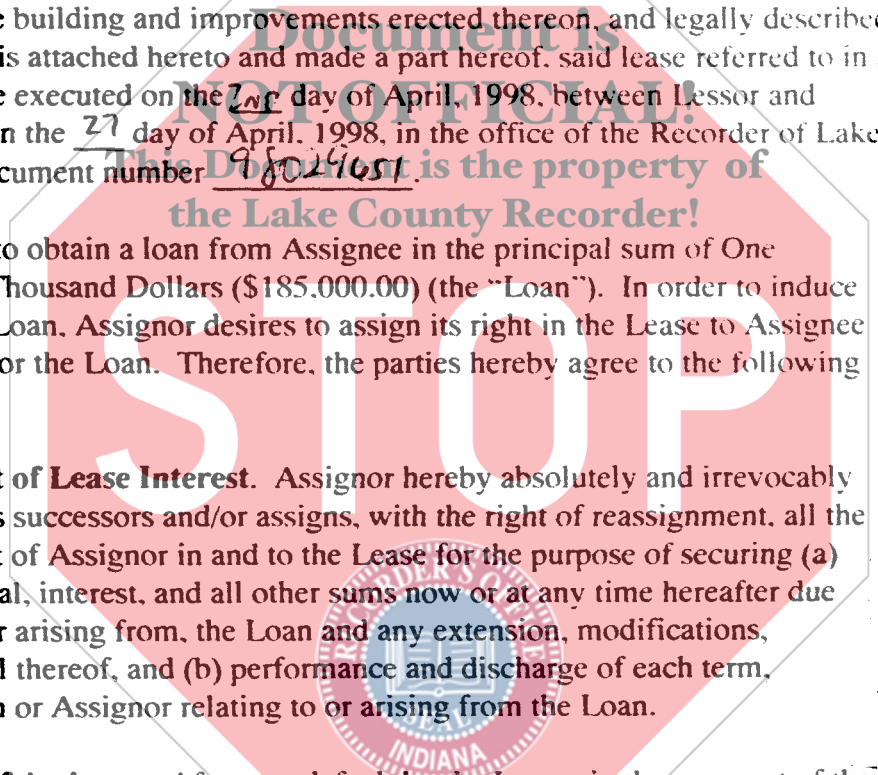 e building and improvements erected thereon, and legally described
Document is
is attached hereto and made a part hereof. said lease referred to in
NOT OFFICIAL!
e executed on the 2nd day of April, 1998, between Lessor and
n the 27 day of April, 1998, in the office of the Recorder of Lake
This Document is the property of
cument number .
the Lake County Recorder!
to obtain a loan from Assignee in the principal sum of One
Thousand Dollars ($185,000.00) (the "Loan"). In order to induce
Loan, Assignor desires to assign its right in the Lease to Assignee
or the Loan. Therefore, the parties hereby agree to the following
STOP
t of Lease Interest. Assignor hereby absolutely and irrevocably
s successors and/or assigns, with the right of reassignment, all the
t of Assignor in and to the Lease for the purpose of securing (a)
al, interest, and all other sums now or at any time hereafter due
r arising from, the Loan and any extension, modifications,
l thereof, and (b) performance and discharge of each term,
n or Assignor relating to or arising from the Loan.
RECORDER'S OFFICE
SEAL
INDIANA